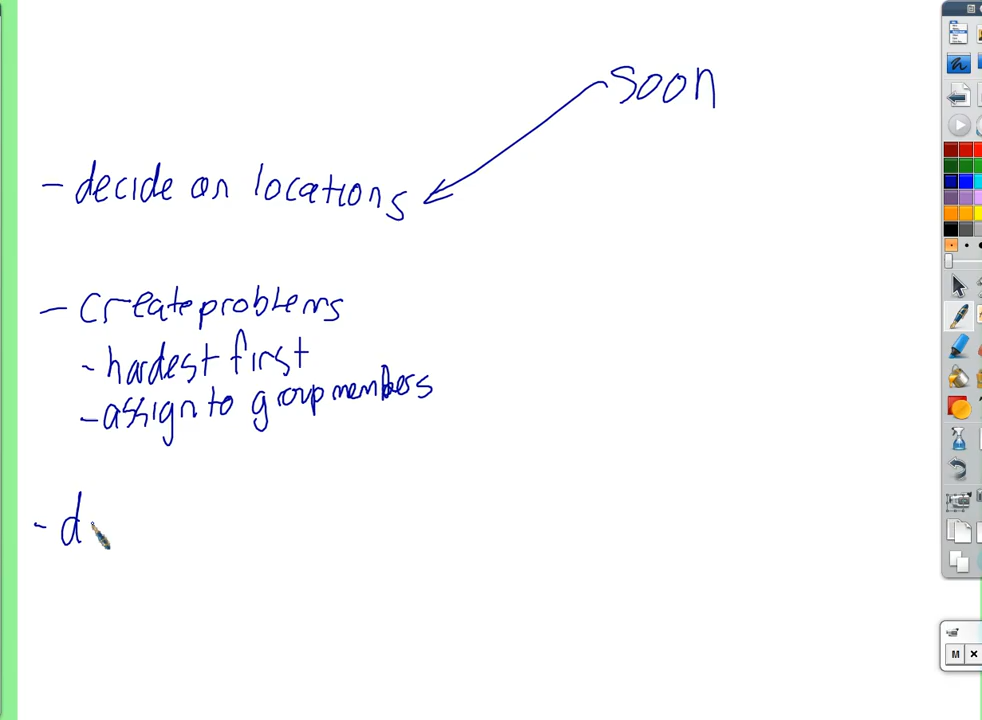 soon
- decide on locations
- create problems
- hardest first
- assign to group members
- d
M x